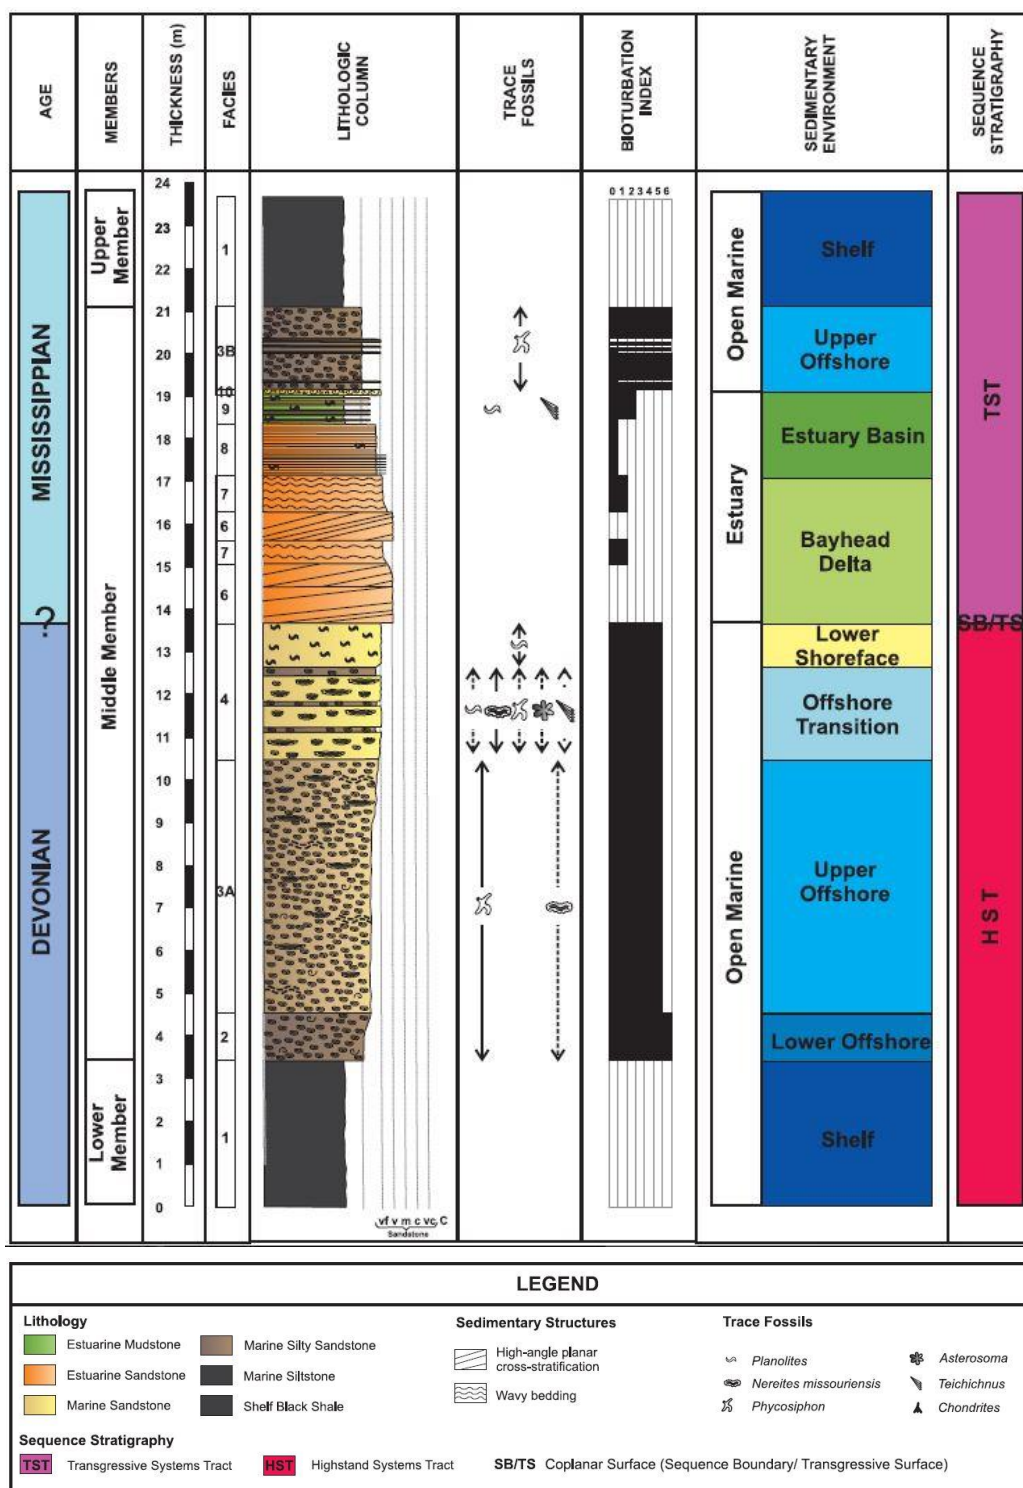 AGE
MEMBERS
THICKNESS (m)
FACIES
LITHOLOGIC
COLUMN
TRACE
FOSSILS
BIOTURBATION
INDEX
SEDIMENTARY
ENVIRONMENT
SEQUENCE
STRATIGRAPHY
MISSISSIPPIAN
?
DEVONIAN
Upper
Member
Middle Member
Lower
Member
24
23
22
21
20
19
18
17
16
15
14
13
12
11
10
9
8
7
6
5
4
3
2
1
0
1
3B
10
9
8
7
6
7
6
4
3A
2
1
vf v m c vc C
Sandstone
0 1 2 3 4 5 6
Open Marine
Estuary
Open Marine
Shelf
Upper
Offshore
Estuary Basin
Bayhead
Delta
Lower
Shoreface
Offshore
Transition
Upper
Offshore
Lower Offshore
Shelf
TST
SB/TS
HST
LEGEND
Lithology
Estuarine Mudstone
Estuarine Sandstone
Marine Sandstone
Marine Silty Sandstone
Marine Siltstone
Shelf Black Shale
Sedimentary Structures
High-angle planar
cross-stratification
Wavy bedding
Trace Fossils
Planolites
Nereites missouriensis
Phycosiphon
Asterosoma
Teichichnus
Chondrites
Sequence Stratigraphy
TST Transgressive Systems Tract
HST Highstand Systems Tract
SB/TS Coplanar Surface (Sequence Boundary/ Transgressive Surface)